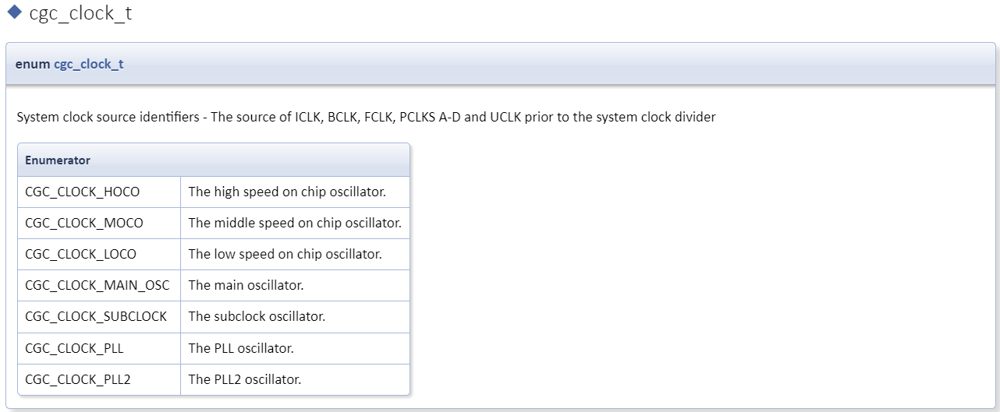 cgc_clock_t
enum cgc_clock_t
System clock source identifiers - The source of ICLK, BCLK, FCLK, PCLKS A-D and UCLK prior to the system clock divider
Enumerator
CGC_CLOCK_HOCO The high speed on chip oscillator.
CGC_CLOCK_MOCO The middle speed on chip oscillator.
CGC_CLOCK_LOCO The low speed on chip oscillator.
CGC_CLOCK_MAIN_OSC The main oscillator.
CGC_CLOCK_SUBCLOCK The subclock oscillator.
CGC_CLOCK_PLL The PLL oscillator.
CGC_CLOCK_PLL2 The PLL2 oscillator.